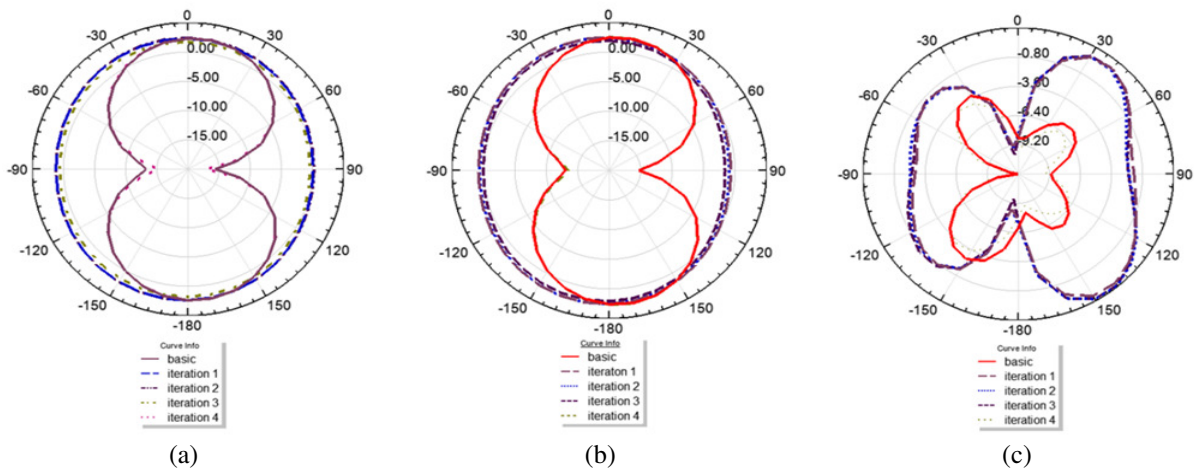 0
-30
30
0.00
-5.00
-60
60
-10.00
-15.00
-90
90
-120
120
-150
150
-180
Curve Info
basic
iteration 1
iteration 2
iteration 3
iteration 4
(a)
0
-30
30
0.00
-5.00
-60
60
-10.00
-15.00
-90
90
-120
120
-150
150
-180
Curve Info
basic
iteraton 1
iteration 2
iteration 3
iteration 4
(b)
0
-30
30
-0.80
-3.60
-60
60
-6.40
-9.20
-90
90
-120
120
-150
150
-180
Curve Info
basic
iteration 1
iteration 2
iteration 3
iteration 4
(c)